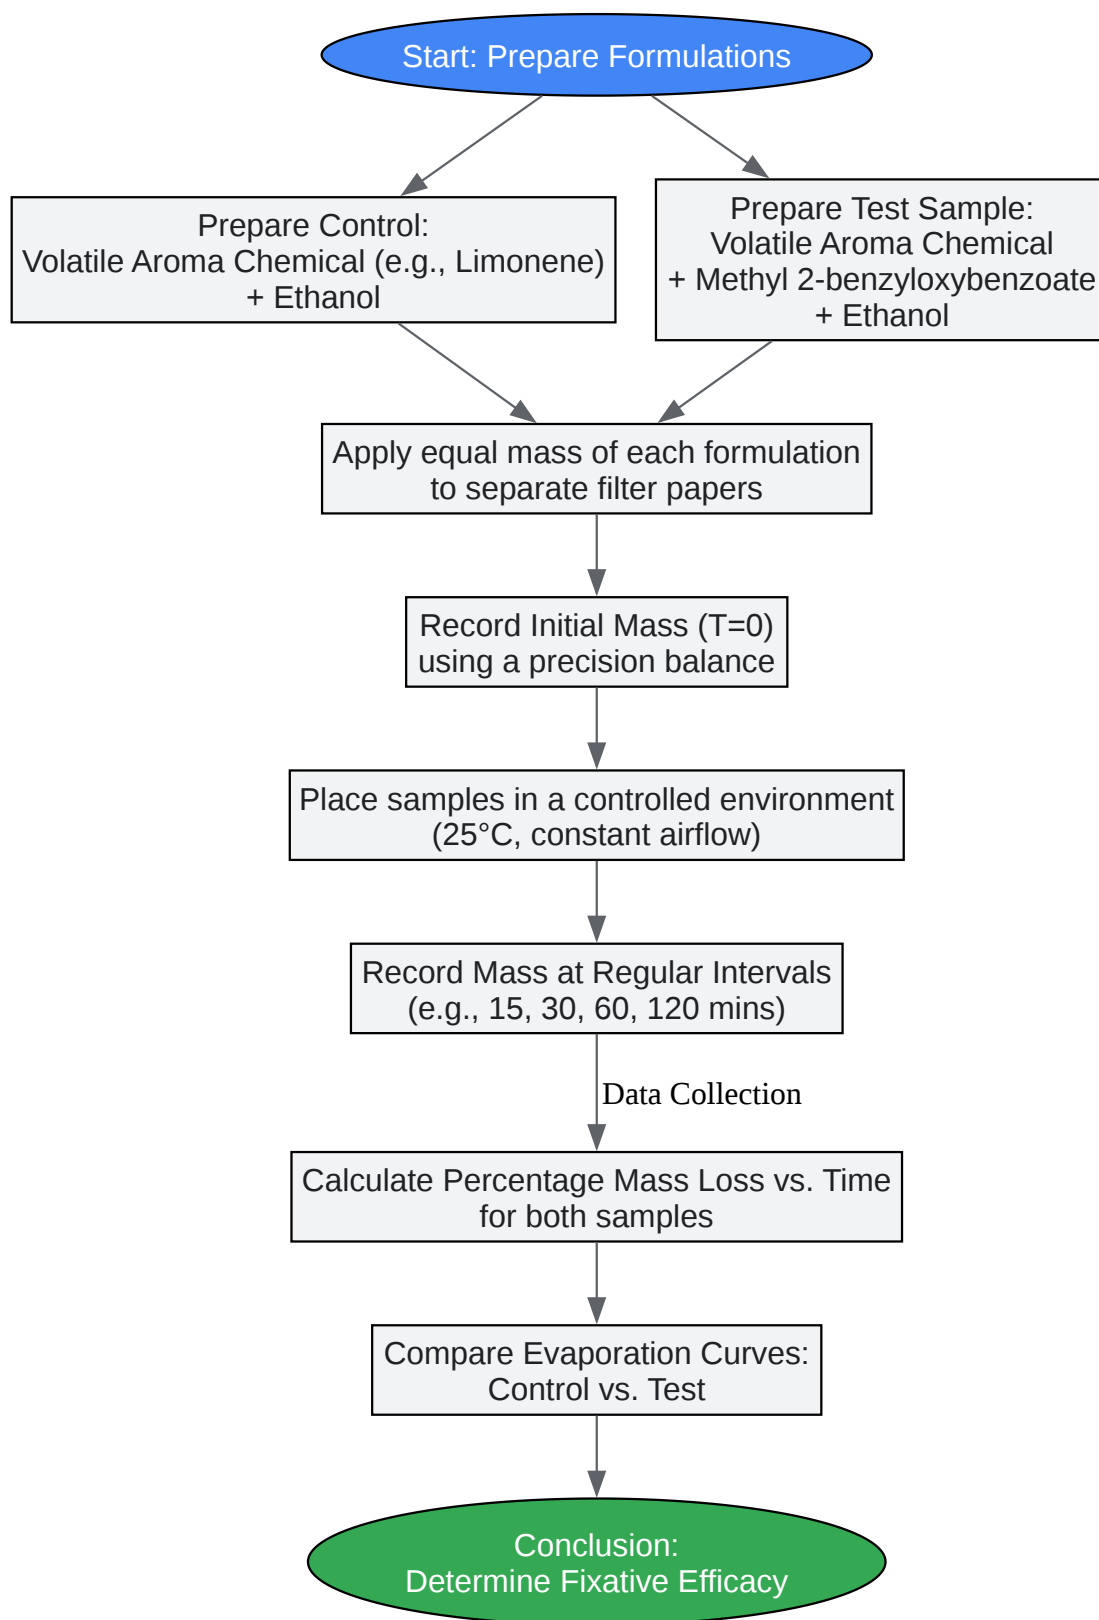 Start: Prepare Formulations
Prepare Control:
Volatile Aroma Chemical (e.g., Limonene)
+ Ethanol
Prepare Test Sample:
Volatile Aroma Chemical
+ Methyl 2-benzyloxybenzoate
+ Ethanol
Apply equal mass of each formulation
to separate filter papers
Record Initial Mass (T=0)
using a precision balance
Place samples in a controlled environment
(25°C, constant airflow)
Record Mass at Regular Intervals
(e.g., 15, 30, 60, 120 mins)
Data Collection
Calculate Percentage Mass Loss vs. Time
for both samples
Compare Evaporation Curves:
Control vs. Test
Conclusion:
Determine Fixative Efficacy